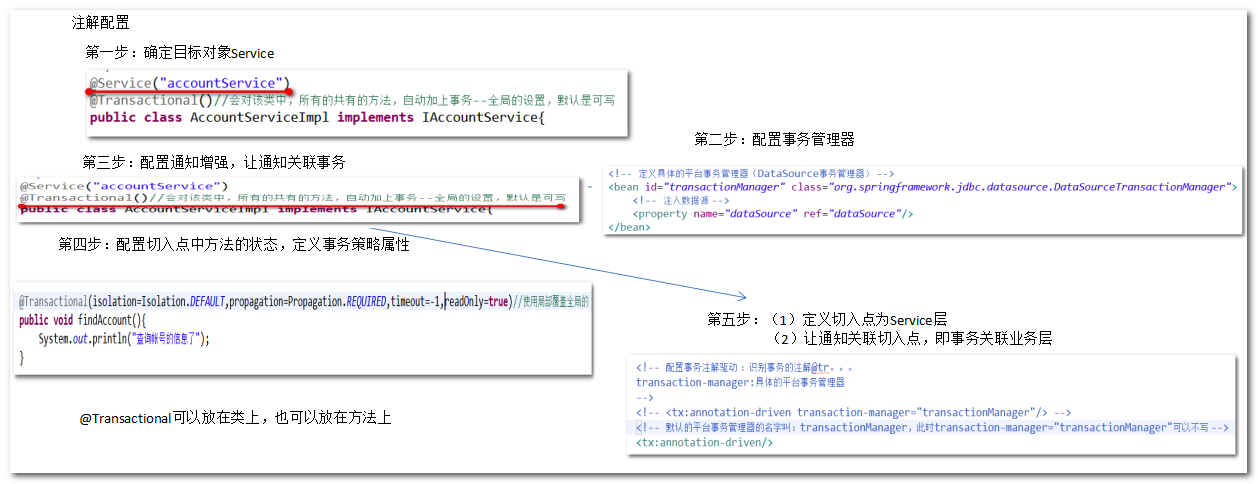 注解配置
第一步：确定目标对象Service
@Service("accountService")
@Transactional()//会对该类中，所有的共有的方法，自动加上事务--全局的设置，默认是可写
public class AccountServiceImpl implements IAccountService{
第二步：配置事务管理器
<!-- 定义具体的平台事务管理器（DataSource事务管理器） -->
<bean id="transactionManager" class="org.springframework.jdbc.datasource.DataSourceTransactionManager">
<!-- 注入数据源 -->
<property name="dataSource" ref="dataSource"/>
</bean>
第三步：配置通知增强，让通知关联事务
@Service("accountService")
@Transactional()//会对该类中，所有的共有的方法，自动加上事务--全局的设置，默认是可写
public class AccountServiceImpl implements IAccountService{
第四步：配置切入点中方法的状态，定义事务策略属性
@Transactional(isolation=Isolation.DEFAULT,propagation=Propagation.REQUIRED,timeout=-1,readOnly=true)//使用局部覆盖全局的
public void findAccount(){
System.out.println("查询帐号的信息了");
}
第五步：（1）定义切入点为Service层
（2）让通知关联切入点，即事务关联业务层
<!-- 配置事务注解驱动：识别事务的注解@tr。。。
transaction-manager:具体的平台事务管理器
-->
<!-- <tx:annotation-driven transaction-manager="transactionManager"/> -->
<!-- 默认的平台事务管理器的名字叫：transactionManager，此时transaction-manager="transactionManager"可以不写 -->
<tx:annotation-driven/>
@Transactional可以放在类上，也可以放在方法上